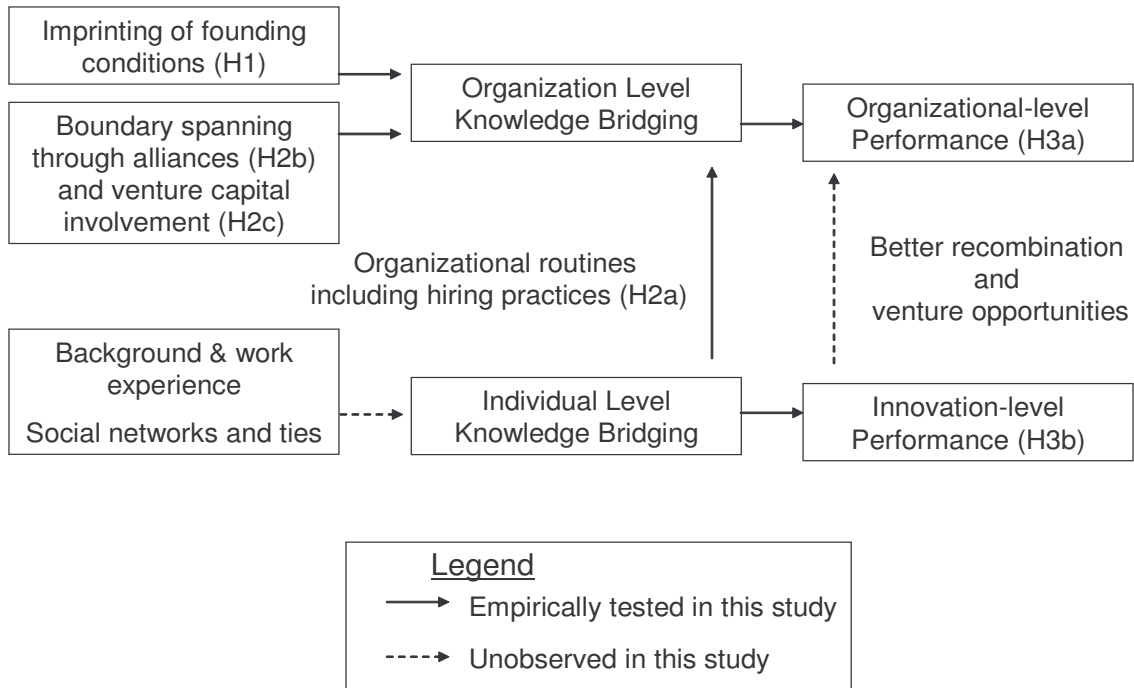 Imprinting of founding
conditions (H1)
Boundary spanning
through alliances (H2b)
and venture capital
involvement (H2c)
Organization Level
Knowledge Bridging
Organizational-level
Performance (H3a)
Organizational routines
including hiring practices (H2a)
Better recombination
and
venture opportunities
Background & work
experience
Social networks and ties
Individual Level
Knowledge Bridging
Innovation-level
Performance (H3b)
Legend
Empirically tested in this study
Unobserved in this study